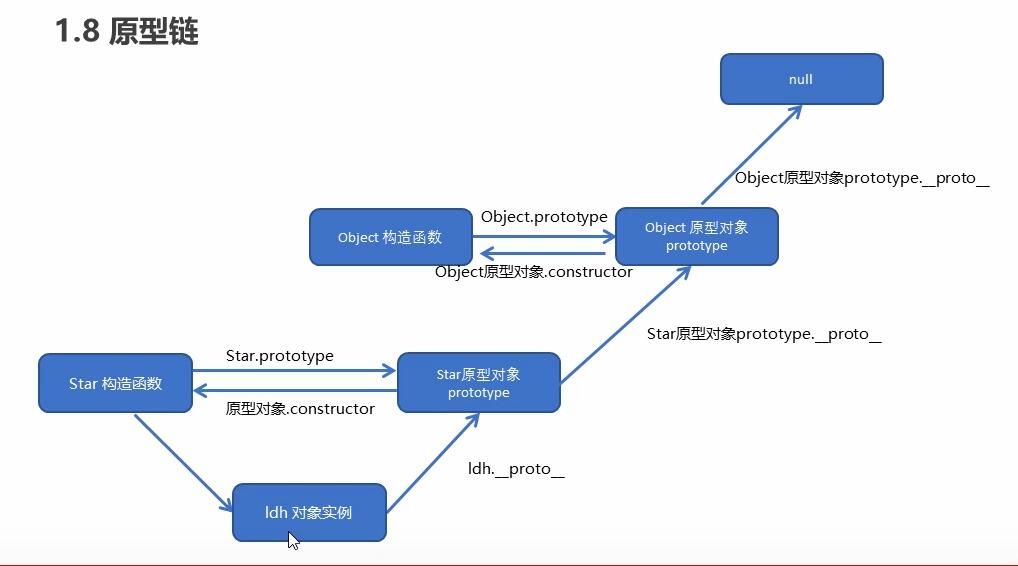 1.8 原型链
null
Object原型对象prototype.__proto__
Object.prototype
Object 构造函数
Object 原型对象
prototype
Object原型对象.constructor
Star原型对象prototype.__proto__
Star.prototype
Star 构造函数
Star原型对象
prototype
原型对象.constructor
ldh.__proto__
ldh 对象实例